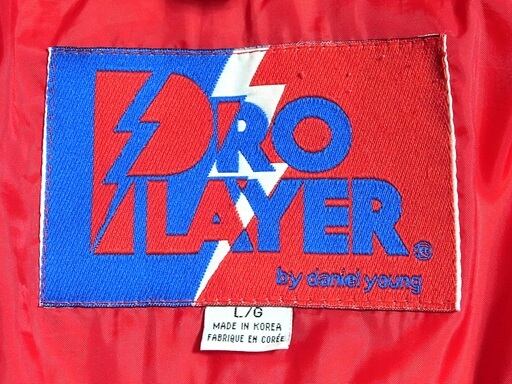 PRO
PLAYER®
by daniel young
L/G
MADE IN KOREA
FABRIQUE EN CORÉE